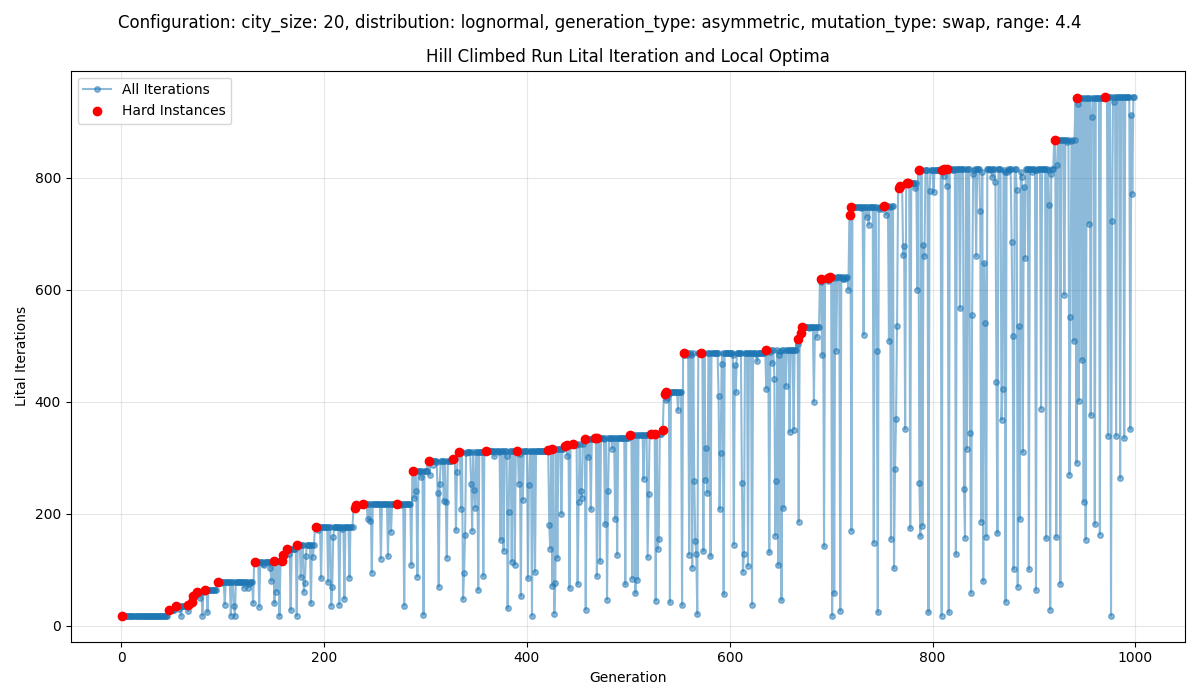 Configuration: city_size: 20, distribution: lognormal, generation_type: asymmetric, mutation_type: swap, range: 4.4
Hill Climbed Run Lital Iteration and Local Optima
All Iterations
Hard Instances
Lital Iterations
800
600
400
200
0
0 200 400 600 800 1000
Generation